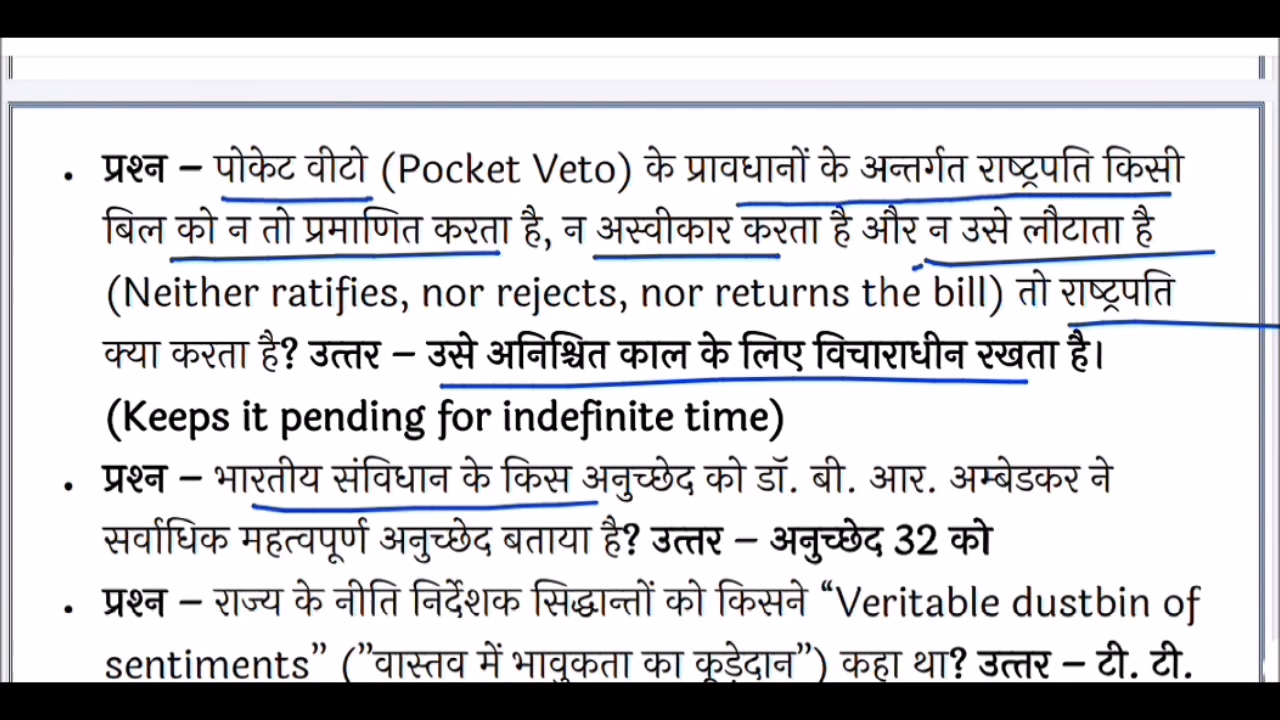 • प्रश्न – पोकेट वीटो (Pocket Veto) के प्रावधानों के अन्तर्गत राष्ट्रपति किसी
बिल को न तो प्रमाणित करता है, न अस्वीकार करता है और न उसे लौटाता है
(Neither ratifies, nor rejects, nor returns the bill) तो राष्ट्रपति
क्या करता है? उत्तर – उसे अनिश्चित काल के लिए विचाराधीन रखता है।
(Keeps it pending for indefinite time)
• प्रश्न – भारतीय संविधान के किस अनुच्छेद को डॉ. बी. आर. अम्बेडकर ने
सर्वाधिक महत्वपूर्ण अनुच्छेद बताया है? उत्तर – अनुच्छेद 32 को
• प्रश्न – राज्य के नीति निर्देशक सिद्धान्तों को किसने “Veritable dustbin of
sentiments” (”वास्तव में भावुकता का कूड़ेदान”) कहा था? उत्तर – टी. टी.